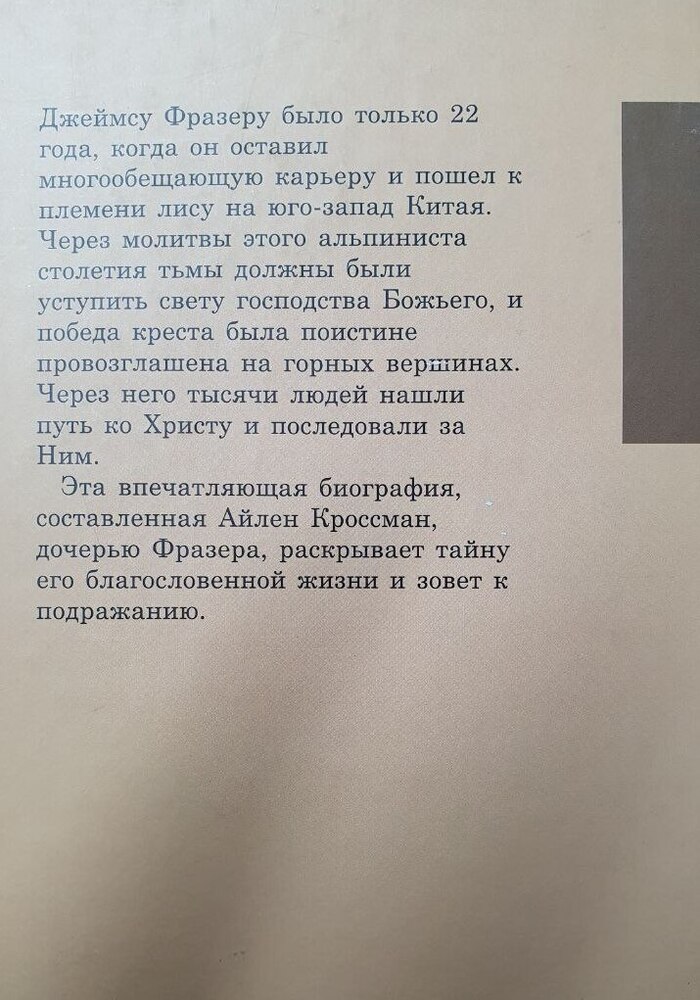 Джеймсу Фразеру было только 22
года, когда он оставил
многообещающую карьеру и пошел к
племени лису на юго-запад Китая.
Через молитвы этого альпиниста
столетия тьмы должны были
уступить свету господства Божьего, и
победа креста была поистине
провозглашена на горных вершинах.
Через него тысячи людей нашли
путь ко Христу и последовали за
Ним.
Эта впечатляющая биография,
составленная Айлен Кроссман,
дочерью Фразера, раскрывает тайну
его благословенной жизни и зовет к
подражанию.